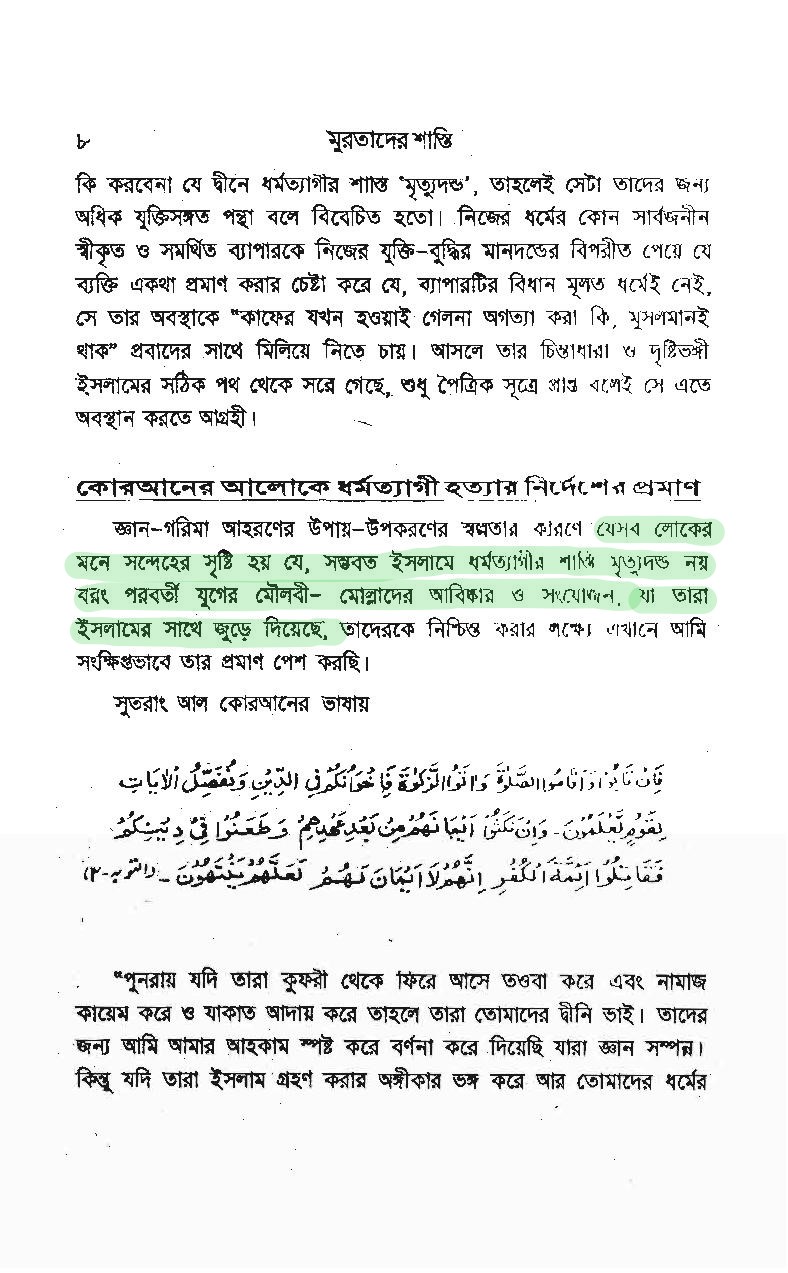 ৮ মুরতাদের শাস্তি
কি করবেনা যে দ্বীনে ধর্মত্যাগীর শাস্তি 'মৃত্যুদন্ড', তাহলেই সেটা তাদের জন্য
অধিক যুক্তিসঙ্গত পন্থা বলে বিবেচিত হতো। নিজের ধর্মের কোন সার্বজনীন
স্বীকৃত ও সমর্থিত ব্যাপারকে নিজের যুক্তি-বুদ্ধির মানদন্ডের বিপরীত পেয়ে যে
ব্যক্তি একথা প্রমাণ করার চেষ্টা করে যে, ব্যাপারটির বিধান মূলত ধর্মেই নেই,
সে তার অবস্থাকে "কাফের যখন হওয়াই গেলনা অগত্যা করা কি, মুসলমানই
থাক" প্রবাদের সাথে মিলিয়ে নিতে চায়। আসলে তার চিন্তাধারা ও দৃষ্টিভঙ্গী
ইসলামের সঠিক পথ থেকে সরে গেছে, শুধু পৈত্রিক সূত্রে প্রাপ্ত বলেই সে এতে
অবস্থান করতে আগ্রহী।
কোরআনের আলোকে ধর্মত্যাগী হত্যার নির্দেশের প্রমাণ
জ্ঞান-গরিমা আহরণের উপায়-উপকরণের স্বল্পতার কারণে যেসব লোকের
মনে সন্দেহের সৃষ্টি হয় যে, সম্ভবত ইসলামে ধর্মত্যাগীর শাস্তি মৃত্যুদন্ড নয়
বরং পরবর্তী যুগের মৌলবী- মোল্লাদের আবিষ্কার ও সংযোজন, যা তারা
ইসলামের সাথে জুড়ে দিয়েছে, তাদেরকে নিশ্চিত করার লক্ষ্যে এখানে আমি
সংক্ষিপ্তভাবে তার প্রমাণ পেশ করছি।
সুতরাং আল কোরআনের ভাষায়
فَاِنْ تَابُوْا وَاَقَامُوا الصَّلٰوةَ وَاٰتَوُا الزَّكٰوةَ فَاِخْوَانُكُمْ فِى الدِّيْنِ وَنُفَصِّلُ الْاٰيَاتِ
لِقَوْمٍ يَّعْلَمُوْنَ۔ وَاِنْ نَّكَثُوْا اَيْمَانَهُمْ مِّنْ بَعْدِ عَهْدِهِمْ وَطَعَنُوْا فِىْ دِيْنِكُمْ
فَقَاتِلُوْا اَئِمَّةَ الْكُفْرِ اِنَّهُمْ لَا اَيْمَانَ لَهُمْ لَعَلَّهُمْ يَنْتَهُوْنَ۔ (التوبه-٢)
"পুনরায় যদি তারা কুফরী থেকে ফিরে আসে তওবা করে এবং নামাজ
কায়েম করে ও যাকাত আদায় করে তাহলে তারা তোমাদের দ্বীনি ভাই। তাদের
জন্য আমি আমার আহকাম স্পষ্ট করে বর্ণনা করে দিয়েছি যারা জ্ঞান সম্পন্ন।
কিন্তু যদি তারা ইসলাম গ্রহণ করার অঙ্গীকার ভঙ্গ করে আর তোমাদের ধর্মের